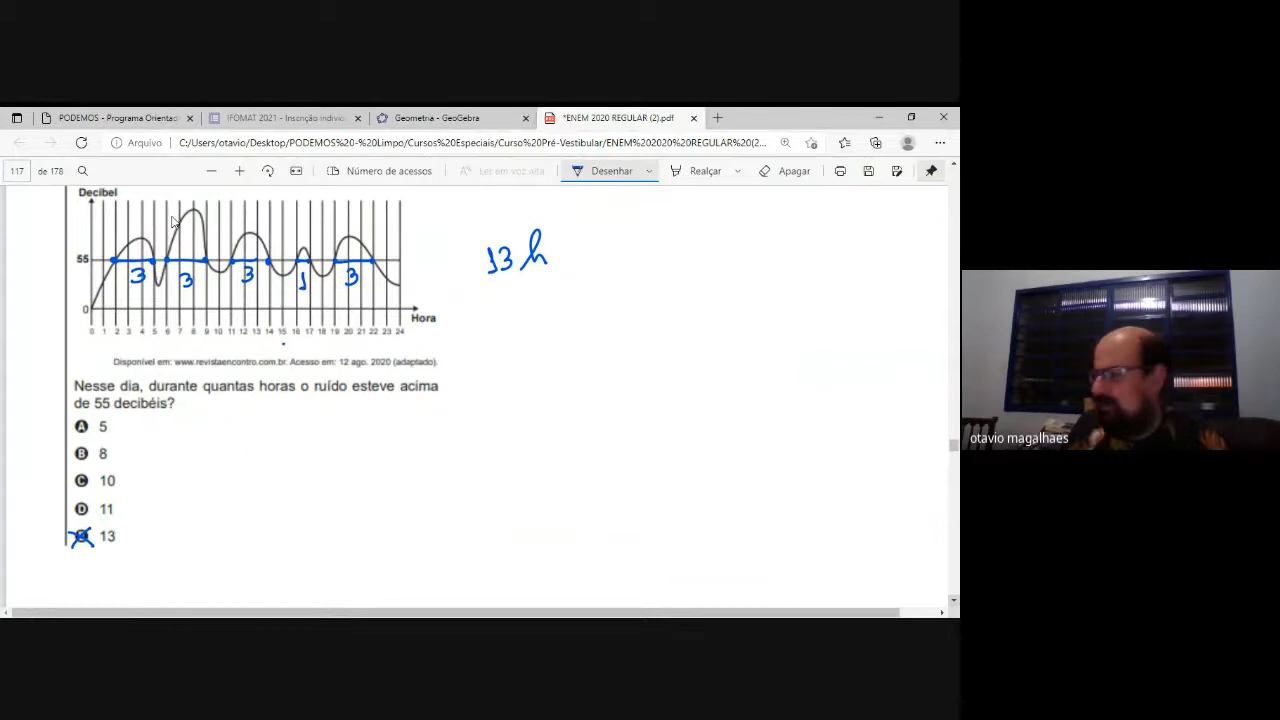 PODEMOS - Programa Orientad
IFOMAT 2021 - Inscrição individ
Geometria - GeoGebra
*ENEM 2020 REGULAR (2).pdf
Arquivo
C:/Users/otavio/Desktop/PODEMOS%20-%20Limpo/Cursos%20Especiais/Curso%20Pré-Vestibular/ENEM%202020%20REGULAR%20(2...
117 de 178
Número de acessos
Ler em voz alta
Desenhar
Realçar
Apagar
Decibel
55
3 3 3 1 3
13 h
0
Hora
0 1 2 3 4 5 6 7 8 9 10 11 12 13 14 15 16 17 18 19 20 21 22 23 24
Disponível em: www.revistaencontro.com.br. Acesso em: 12 ago. 2020 (adaptado).
Nesse dia, durante quantas horas o ruído esteve acima
de 55 decibéis?
A 5
B 8
C 10
D 11
13
otavio magalhaes